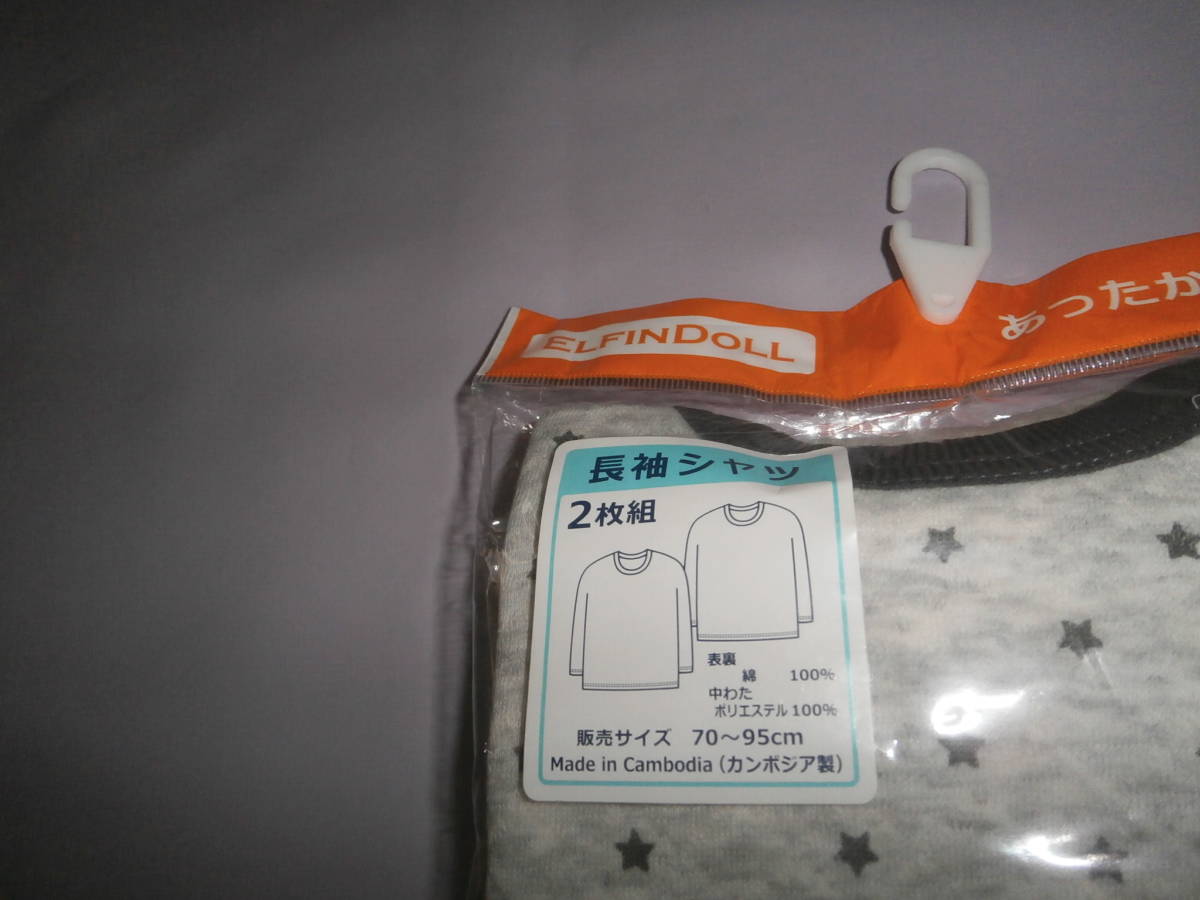 ELFINDOLL
あったか
長袖シャツ
2枚組
表裏
綿 100%
中わた
ポリエステル 100%
販売サイズ 70～95cm
Made in Cambodia (カンボジア製)